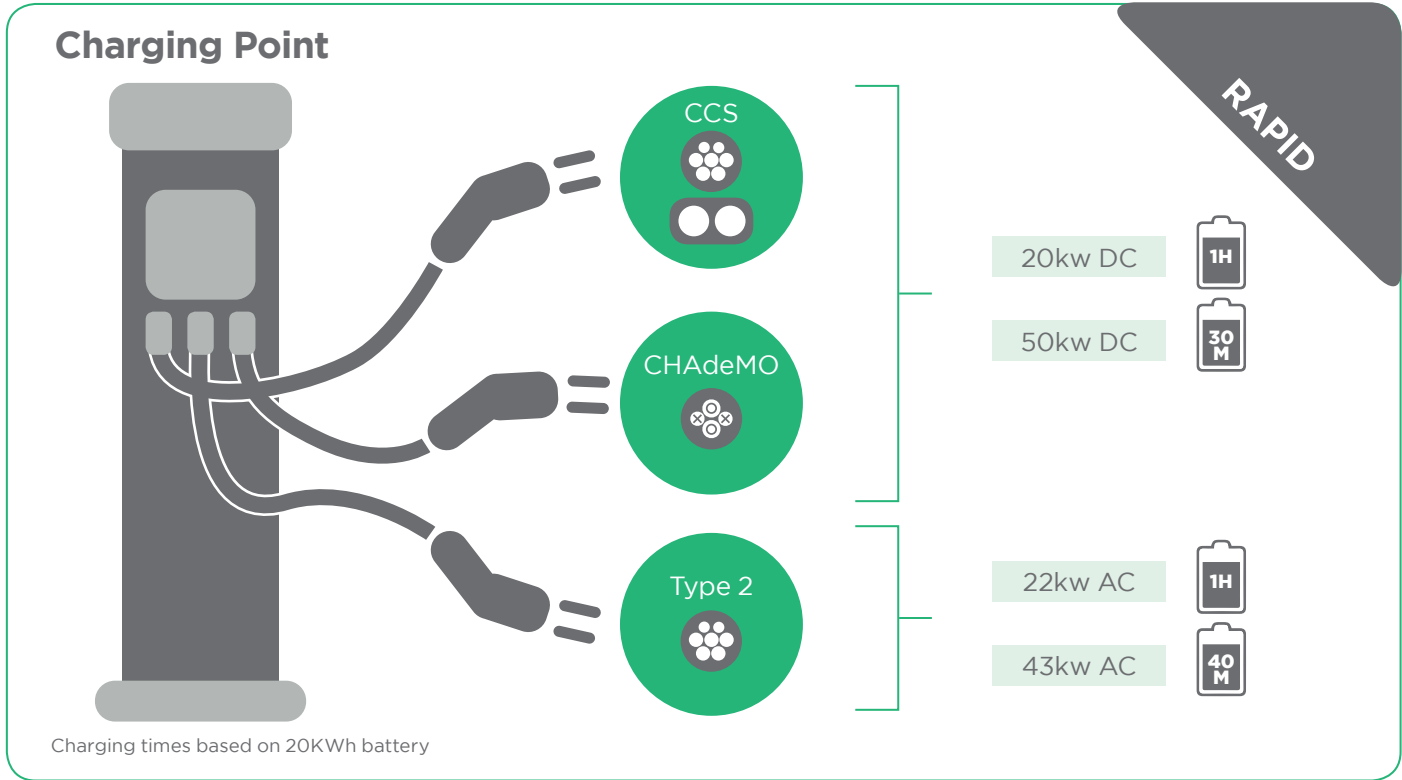 Charging Point
RAPID
CCS
20kw DC
1H
50kw DC
30
M
CHAdeMO
Type 2
22kw AC
1H
43kw AC
40
M
Charging times based on 20KWh battery